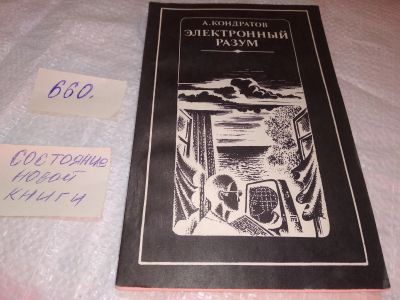 А. КОНДРАТОВ
ЭЛЕКТРОННЫЙ
РАЗУМ
660.
СОСТОЯНИЕ
НОВОЙ
КНИГИ